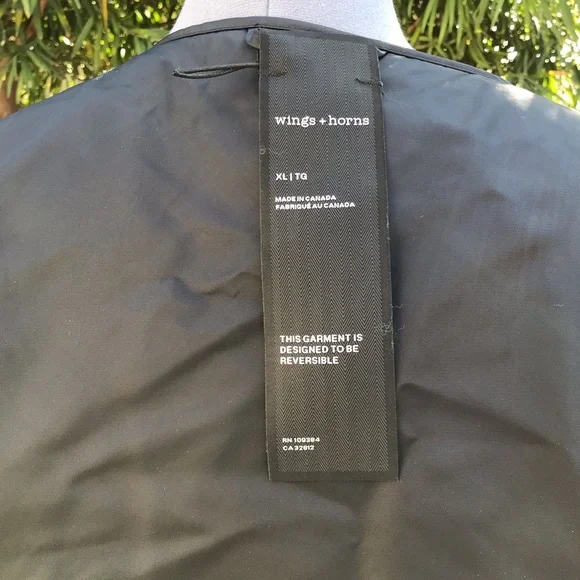 wings + horns
XL | TG
MADE IN CANADA
FABRIQUÉ AU CANADA
THIS GARMENT IS
DESIGNED TO BE
REVERSIBLE
RN 109384
CA 32812